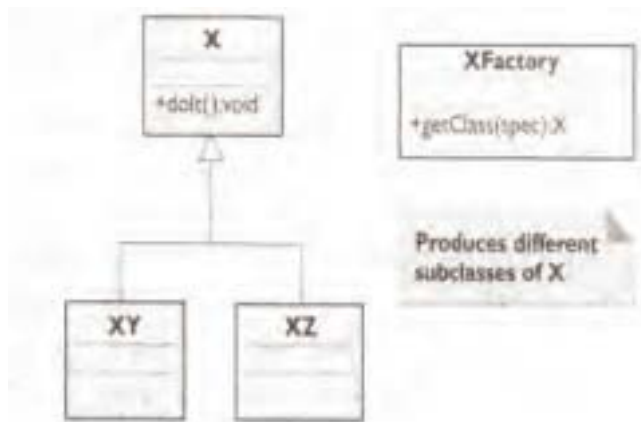 X
+doIt():void
XFactory
+getClass(spec):X
Produces different
subclasses of X
XY
XZ